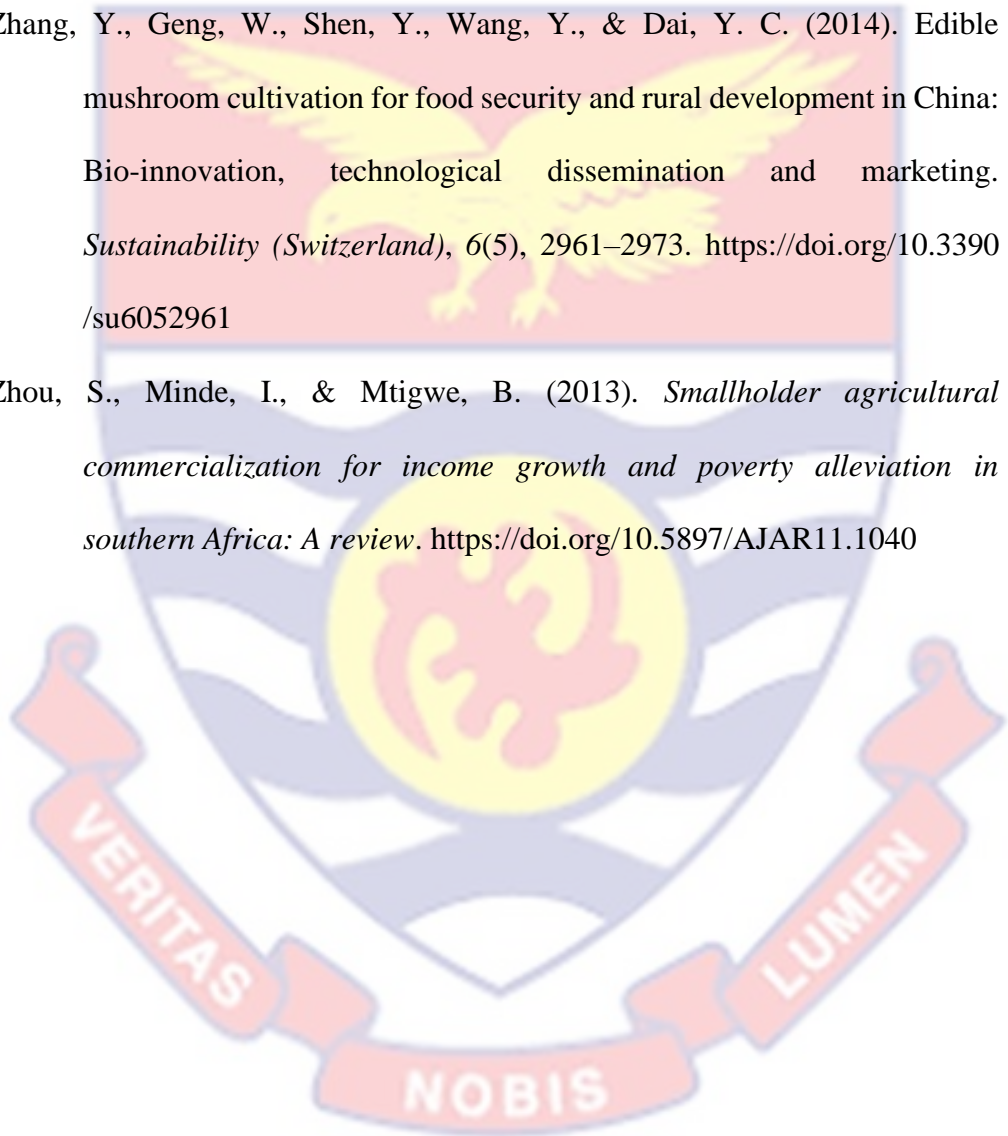 Zhang, Y., Geng, W., Shen, Y., Wang, Y., & Dai, Y. C. (2014). Edible
mushroom cultivation for food security and rural development in China:
Bio-innovation, technological dissemination and marketing.
Sustainability (Switzerland), 6(5), 2961–2973. https://doi.org/10.3390
/su6052961
Zhou, S., Minde, I., & Mtigwe, B. (2013). Smallholder agricultural
commercialization for income growth and poverty alleviation in
southern Africa: A review. https://doi.org/10.5897/AJAR11.1040
VERITAS
NOBIS
LUMEN